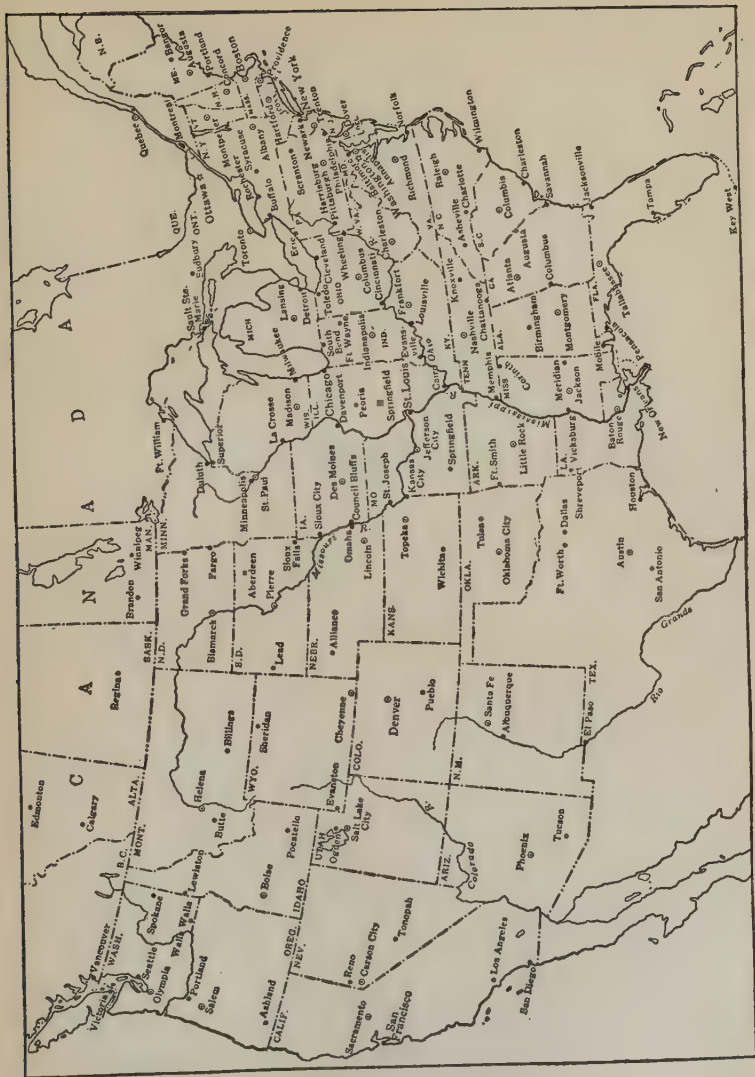 CANADA
Edmonton
Calgary
Regina
Brandon
Winnipeg
Ft. William
Sault Ste.
Marie
Sudbury
QUE.
ONT.
Ottawa
Montreal
Quebec
N.B.
Toronto
B.C.
ALTA.
SASK.
MAN.
Victoria
Vancouver
WASH.
Seattle
Olympia
Spokane
Walla Walla
Portland
Salem
Ashland
OREG.
CALIF.
NEV.
Lewiston
Boise
Pocatello
IDAHO
MONT.
Helena
Butte
Billings
WYO.
Sheridan
Evanston
Cheyenne
UTAH
Ogden
Salt Lake
City
Reno
Carson City
Tonopah
Sacramento
San
Francisco
Los Angeles
San Diego
Colorado
R.
ARIZ.
Phoenix
Tucson
N.M.
Santa Fe
Albuquerque
El Paso
COLO.
Denver
Pueblo
N.D.
Grand Forks
Fargo
Bismarck
S.D.
Aberdeen
Pierre
Lead
Sioux
Falls
NEBR.
Alliance
Missouri
R.
Omaha
Lincoln
KANS.
Topeka
Wichita
OKLA.
Tulsa
Oklahoma City
TEX.
Ft. Worth
Dallas
Austin
San Antonio
Houston
Rio
Grande
MINN.
Duluth
Superior
Minneapolis
St. Paul
IA.
Sioux City
Des Moines
Council Bluffs
MO.
St. Joseph
Kansas
City
Jefferson
City
Springfield
St. Louis
ARK.
Ft. Smith
Little Rock
LA.
Shreveport
Baton
Rouge
New Orleans
WIS.
La Crosse
Madison
Milwaukee
ILL.
Chicago
Davenport
Peoria
Springfield
Cairo
Mississippi
R.
MICH
Lansing
Detroit
IND.
South
Bend
Ft Wayne
Indianapolis
Evans-
ville
OHIO
Toledo
Cleveland
Columbus
Cincinnati
Ohio
R.
KY.
Frankfort
Louisville
TENN
Memphis
Nashville
Knoxville
Chattanooga
MISS
Corinth
Vicksburg
Jackson
Meridian
ALA.
Birmingham
Montgomery
Mobile
GA
Atlanta
Augusta
Columbus
Savannah
FLA.
Pensacola
Tallahassee
Jacksonville
Tampa
Key West
S.C
Columbia
Charleston
N.C
Asheville
Charlotte
Raleigh
Wilmington
VA.
Richmond
Norfolk
W.VA.
Wheeling
Charleston
MD.
Baltimore
Annap.
Washington
Dover
Erie
Pittsburg
Harrisburg
Scranton
Philadelphia
N.J.
Trenton
Newark
New York
N.Y.
Buffalo
Rochester
Syracuse
Albany
VT
Montpelier
N.H.
Concord
MASS.
Boston
Hartford
Providence
ME.
Bangor
Augusta
Portland